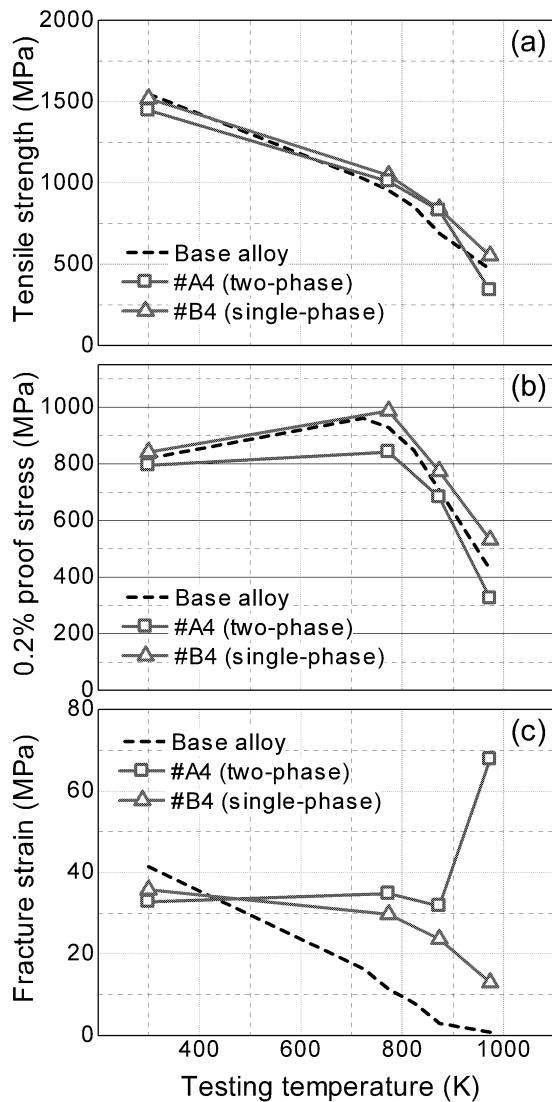 2000
(a)
1500
1000
500
0
Tensile strength (MPa)
Base alloy
#A4 (two-phase)
#B4 (single-phase)
(b)
1000
800
600
400
200
0
0.2% proof stress (MPa)
Base alloy
#A4 (two-phase)
#B4 (single-phase)
80
(c)
60
40
20
0
Fracture strain (MPa)
Base alloy
#A4 (two-phase)
#B4 (single-phase)
400 600 800 1000
Testing temperature (K)